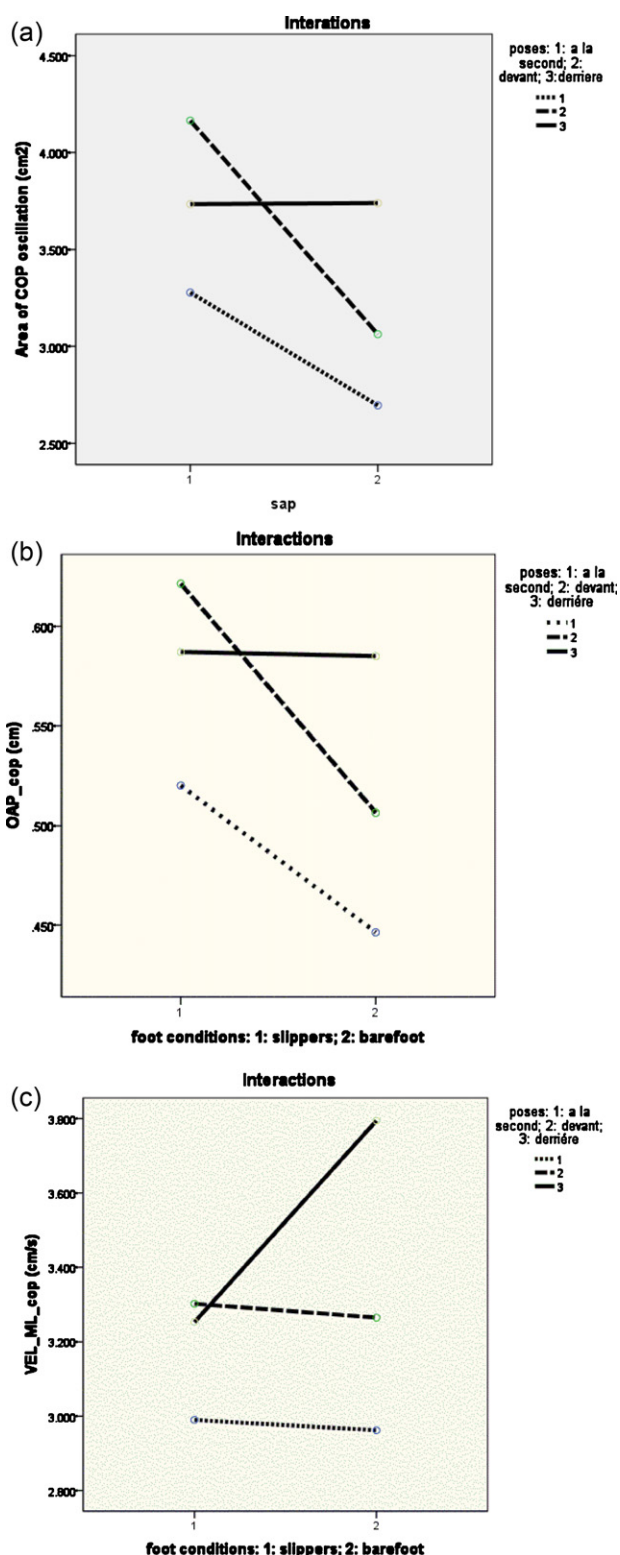 (a)
Interations
poses: 1: a la
second; 2:
devant; 3:derriere
1
2
3
4.500
4.000
3.500
3.000
2.500
Area of COP oscillation (cm2)
1
2
sap
(b)
Interactions
poses: 1: a la
second; 2: devant;
3: derriére
1
2
3
.600
.550
.500
.450
OAP_cop (cm)
1
2
foot conditions: 1: slippers; 2: barefoot
(c)
Interactions
poses: 1: a la
second; 2: devant;
3: derriére
1
2
3
3.800
3.600
3.400
3.200
3.000
2.800
VEL_ML_cop (cm/s)
1
2
foot conditions: 1: slippers; 2: barefoot